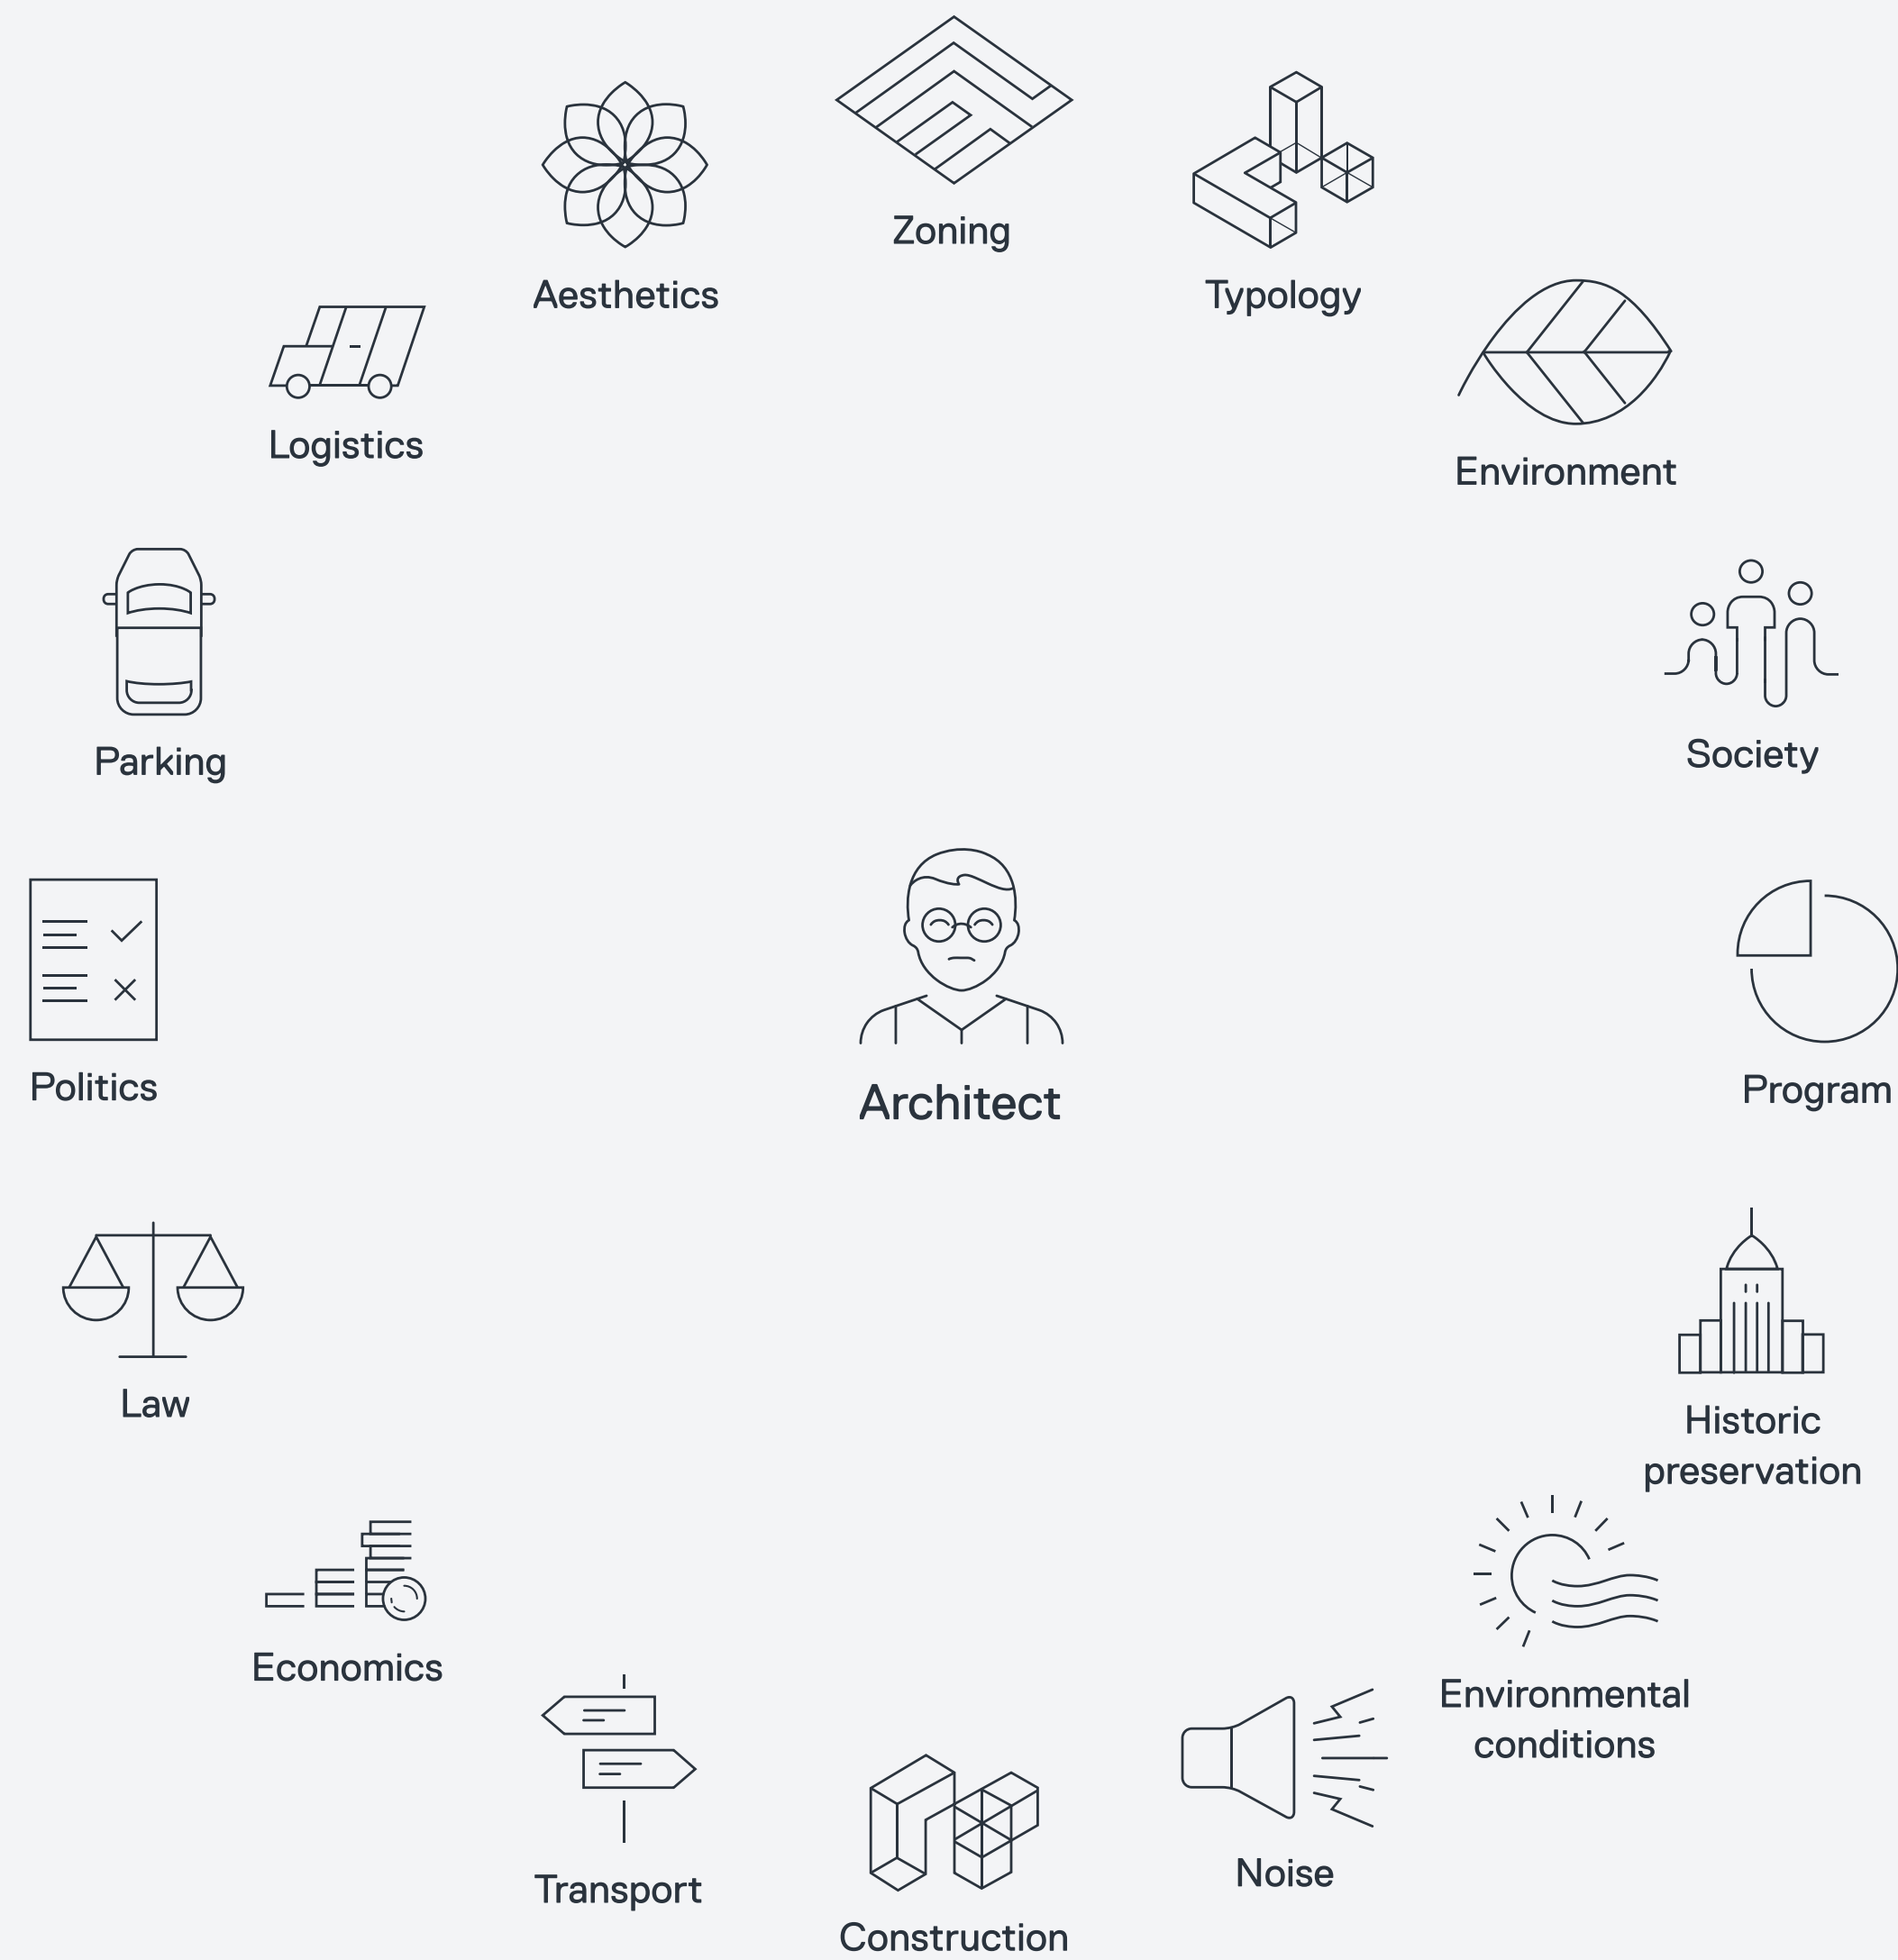 Zoning
Aesthetics
Typology
Logistics
Environment
Parking
Society
Politics
Architect
Program
Law
Historic
preservation
Economics
Environmental
conditions
Transport
Noise
Construction